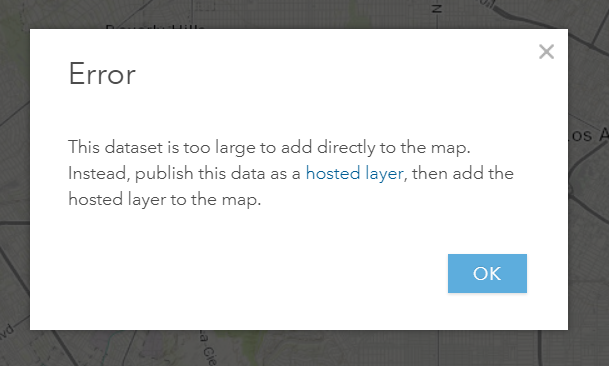 Error
This dataset is too large to add directly to the map.
Instead, publish this data as a hosted layer, then add the
hosted layer to the map.
OK